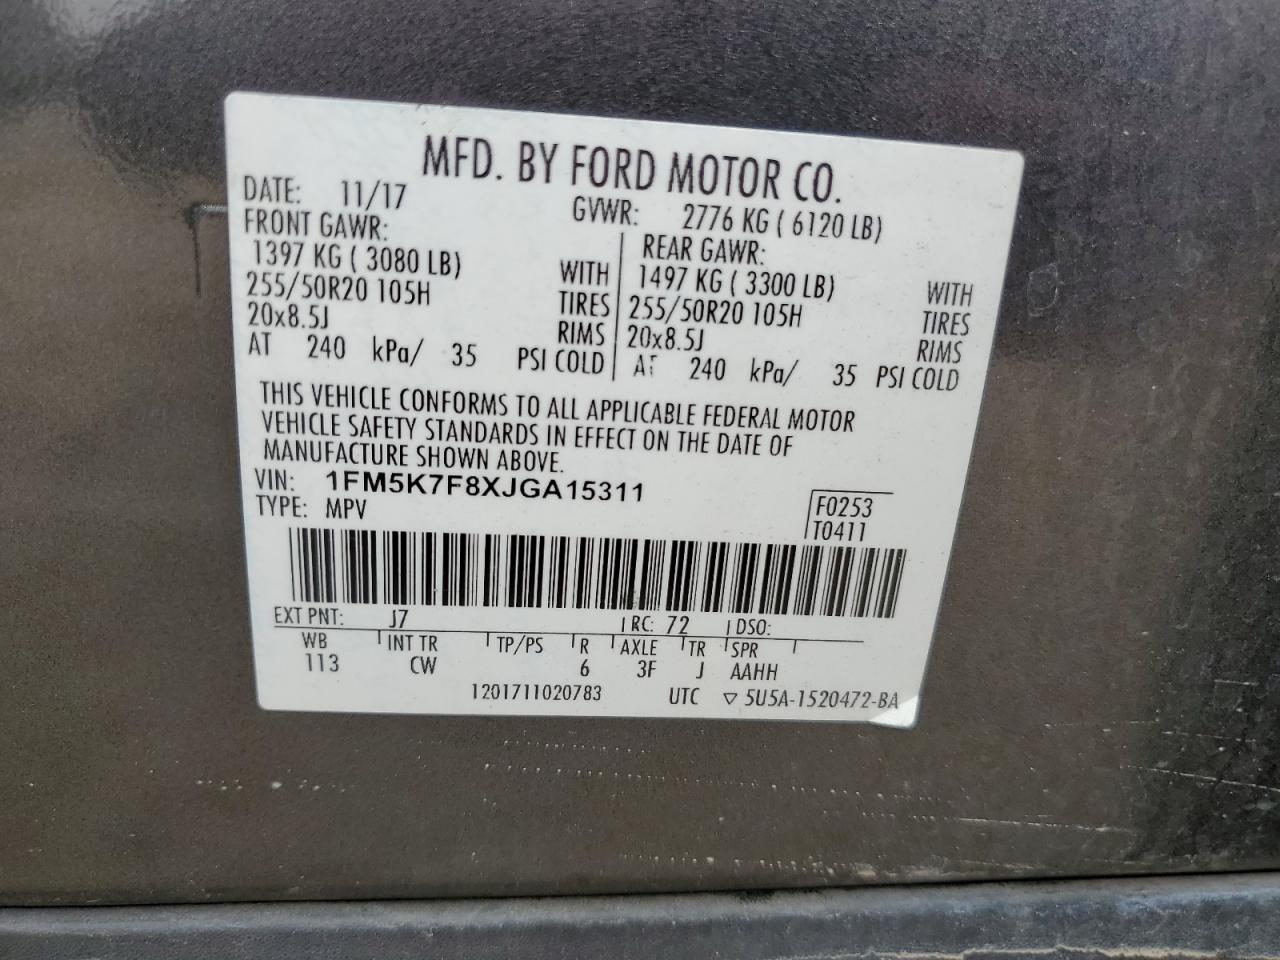 MFD. BY FORD MOTOR CO.
DATE: 11/17 GVWR: 2776 KG ( 6120 LB)
FRONT GAWR: REAR GAWR:
1397 KG ( 3080 LB) WITH 1497 KG ( 3300 LB) WITH
255/50R20 105H TIRES 255/50R20 105H TIRES
20x8.5J RIMS 20x8.5J RIMS
AT 240 kPa/ 35 PSI COLD AT 240 kPa/ 35 PSI COLD
THIS VEHICLE CONFORMS TO ALL APPLICABLE FEDERAL MOTOR
VEHICLE SAFETY STANDARDS IN EFFECT ON THE DATE OF
MANUFACTURE SHOWN ABOVE.
VIN: 1FM5K7F8XJGA15311
TYPE: MPV
F0253
T0411
EXT PNT: J7 RC: 72 DSO:
WB INT TR TP/PS R AXLE TR SPR
113 CW 6 3F J AAHH
1201711020783 UTC ▽ 5U5A-1520472-BA